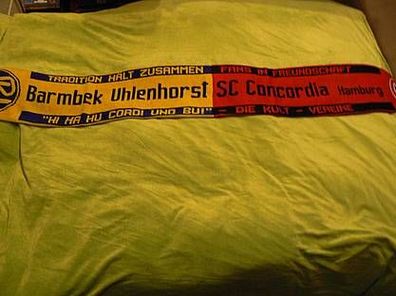 TRADITION HÄLT ZUSAMMEN FANS IN FREUNDSCHAFT
Barmbek Uhlenhorst SC Concordia Hamburg
"HI HA HU CORDI UND BU!" - DIE KULT - VEREINE